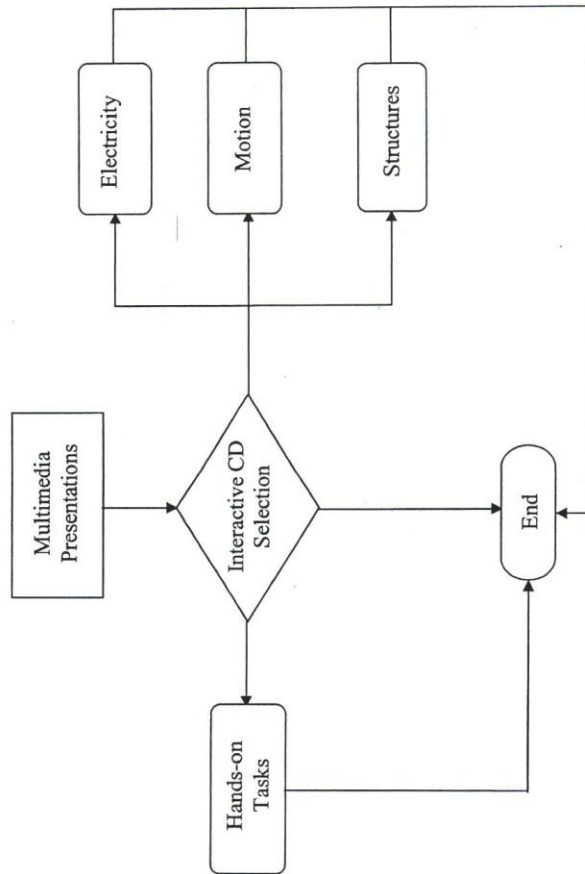 Multimedia
Presentations
Electricity
Hands-on
Tasks
Interactive CD
Selection
Motion
Structures
End